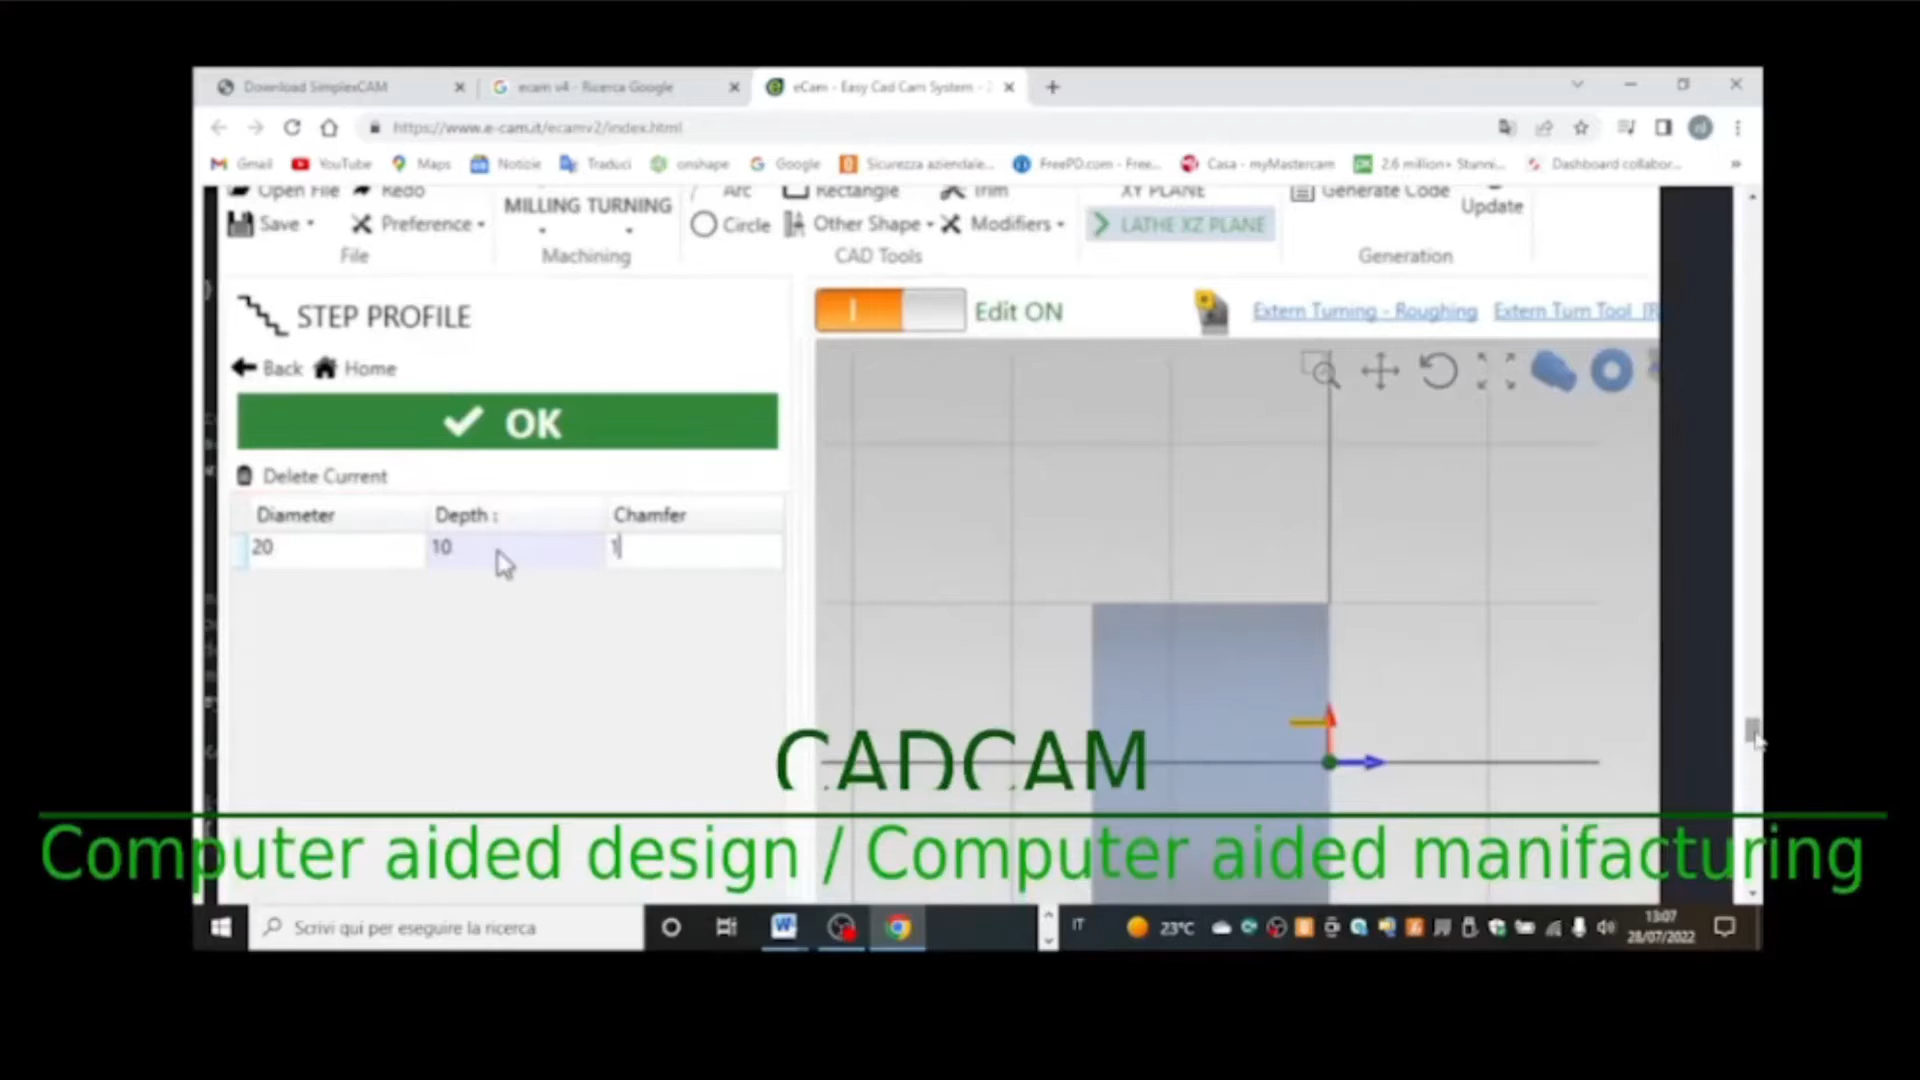 Download SimplexCAM
ecam v4 - Ricerca Google
eCam - Easy Cad Cam System - 2
https://www.e-cam.it/ecamv2/index.html
Gmail YouTube Maps Notizie Traduci onshape Google Sicurezza aziendale... FreePD.com - Free... Casa - myMastercam 2.6 million+ Stunni... Dashboard collabor... »
Open File Redo Arc Rectangle Trim XY PLANE Generate Code
Save Preference MILLING TURNING Circle Other Shape Modifiers LATHE XZ PLANE Update
File Machining CAD Tools Generation
STEP PROFILE
Edit ON Extern Turning - Roughing Extern Turn Tool [R
Back Home
OK
Delete Current
Diameter Depth : Chamfer
20 10 1
CADCAM
Computer aided design / Computer aided manifacturing
Scrivi qui per eseguire la ricerca
IT 23°C 13:07
28/07/2022